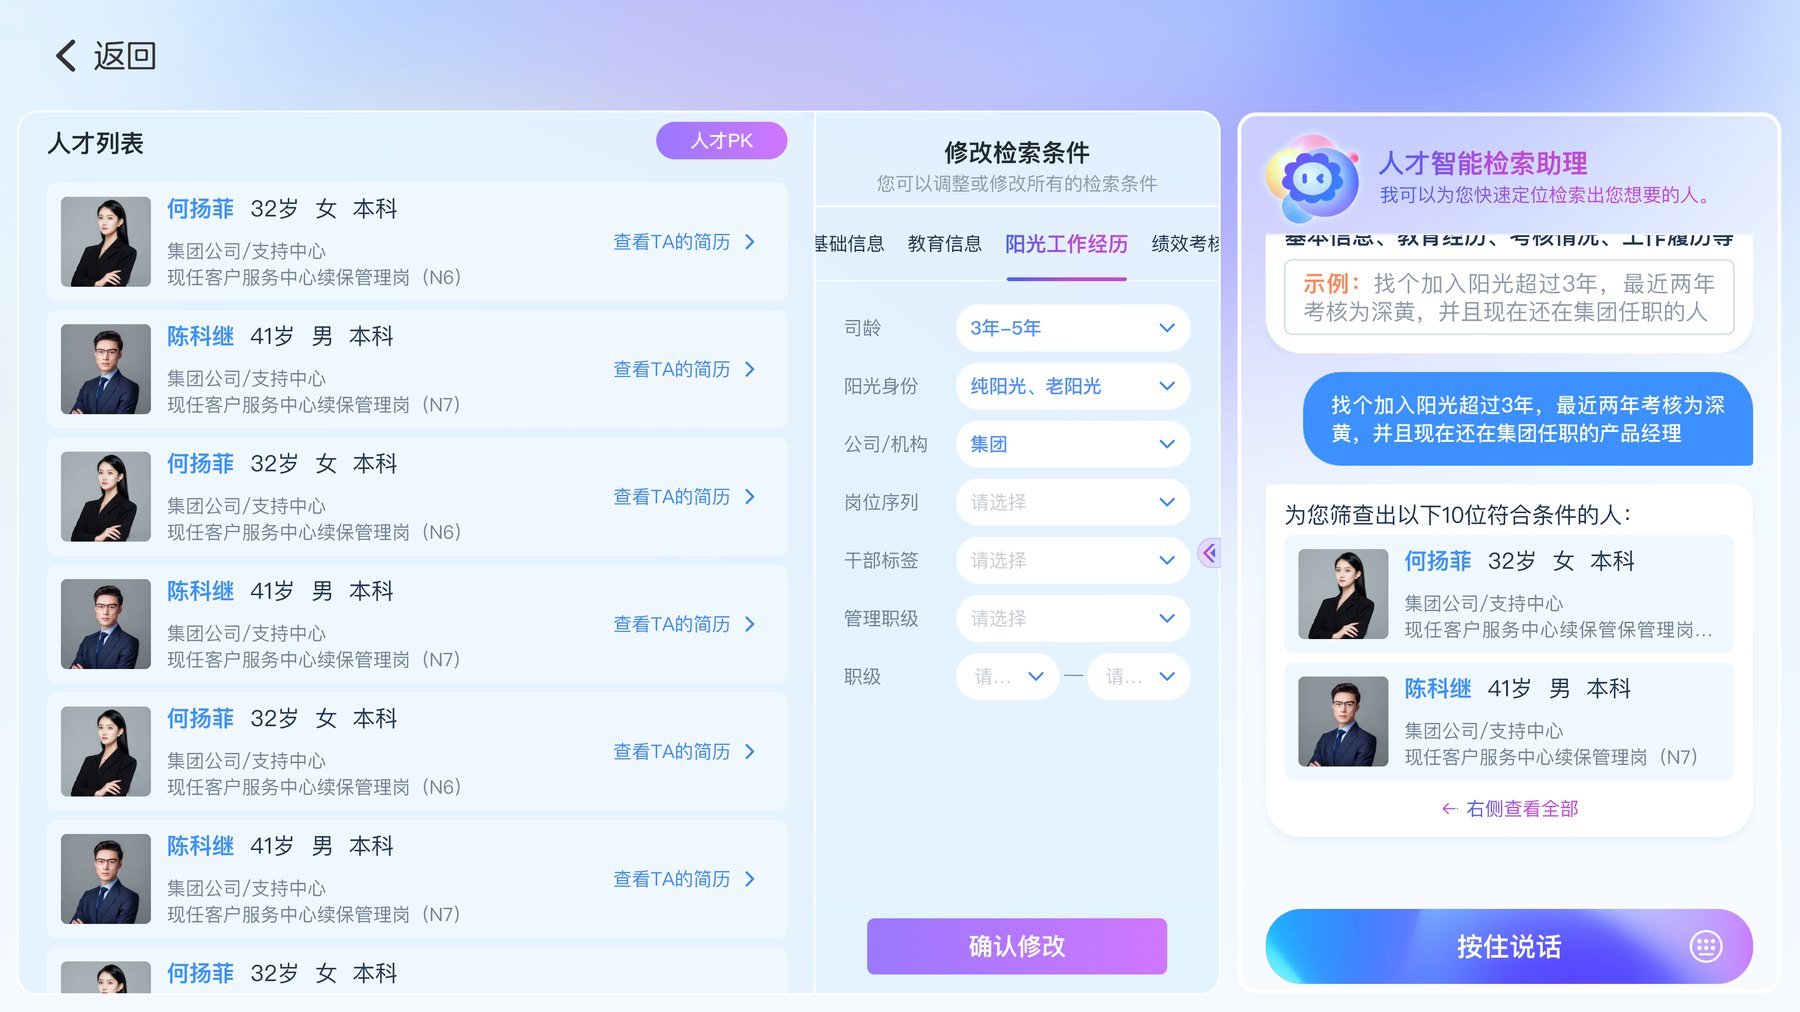 返回
人才列表
人才PK
何扬菲 32岁 女 本科
集团公司/支持中心
现任客户服务中心续保管理岗（N6）
查看TA的简历
陈科继 41岁 男 本科
集团公司/支持中心
现任客户服务中心续保管理岗（N7）
查看TA的简历
何扬菲 32岁 女 本科
集团公司/支持中心
现任客户服务中心续保管理岗（N6）
查看TA的简历
陈科继 41岁 男 本科
集团公司/支持中心
现任客户服务中心续保管理岗（N7）
查看TA的简历
何扬菲 32岁 女 本科
集团公司/支持中心
现任客户服务中心续保管理岗（N6）
查看TA的简历
陈科继 41岁 男 本科
集团公司/支持中心
现任客户服务中心续保管理岗（N7）
查看TA的简历
何扬菲 32岁 女 本科
修改检索条件
您可以调整或修改所有的检索条件
基础信息 教育信息 阳光工作经历 绩效考核
司龄 3年-5年
阳光身份 纯阳光、老阳光
公司/机构 集团
岗位序列 请选择
干部标签 请选择
管理职级 请选择
职级 请... — 请...
确认修改
人才智能检索助理
我可以为您快速定位检索出您想要的人。
基本信息、教育经历、考核情况、工作履历等
示例：找个加入阳光超过3年，最近两年
考核为深黄，并且现在还在集团任职的人
找个加入阳光超过3年，最近两年考核为深
黄，并且现在还在集团任职的产品经理
为您筛查出以下10位符合条件的人：
何扬菲 32岁 女 本科
集团公司/支持中心
现任客户服务中心续保管保管理岗...
陈科继 41岁 男 本科
集团公司/支持中心
现任客户服务中心续保管理岗（N7）
← 右侧查看全部
按住说话